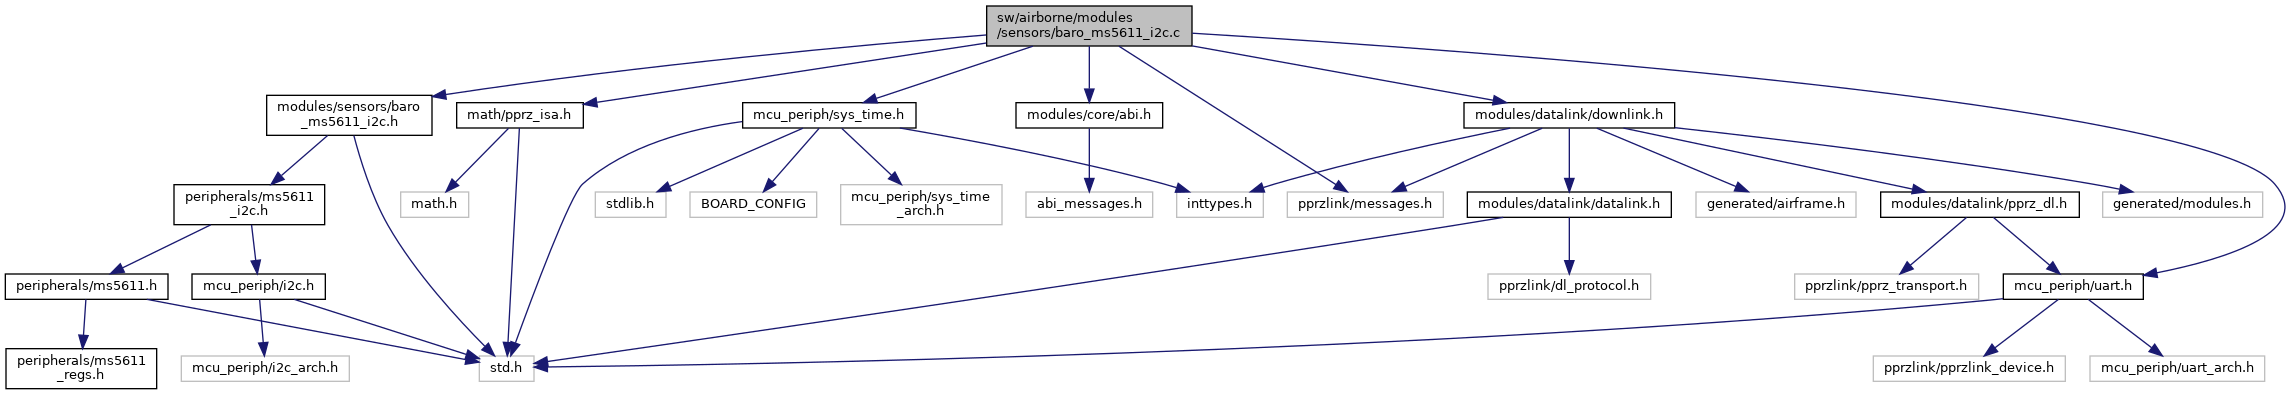 sw/airborne/modules
/sensors/baro_ms5611_i2c.c
modules/sensors/baro
_ms5611_i2c.h
math/pprz_isa.h
mcu_periph/sys_time.h
modules/core/abi.h
modules/datalink/downlink.h
peripherals/ms5611
_i2c.h
math.h
stdlib.h
BOARD_CONFIG
mcu_periph/sys_time
_arch.h
abi_messages.h
inttypes.h
pprzlink/messages.h
modules/datalink/datalink.h
generated/airframe.h
modules/datalink/pprz_dl.h
generated/modules.h
peripherals/ms5611.h
mcu_periph/i2c.h
pprzlink/dl_protocol.h
pprzlink/pprz_transport.h
mcu_periph/uart.h
peripherals/ms5611
_regs.h
mcu_periph/i2c_arch.h
std.h
pprzlink/pprzlink_device.h
mcu_periph/uart_arch.h